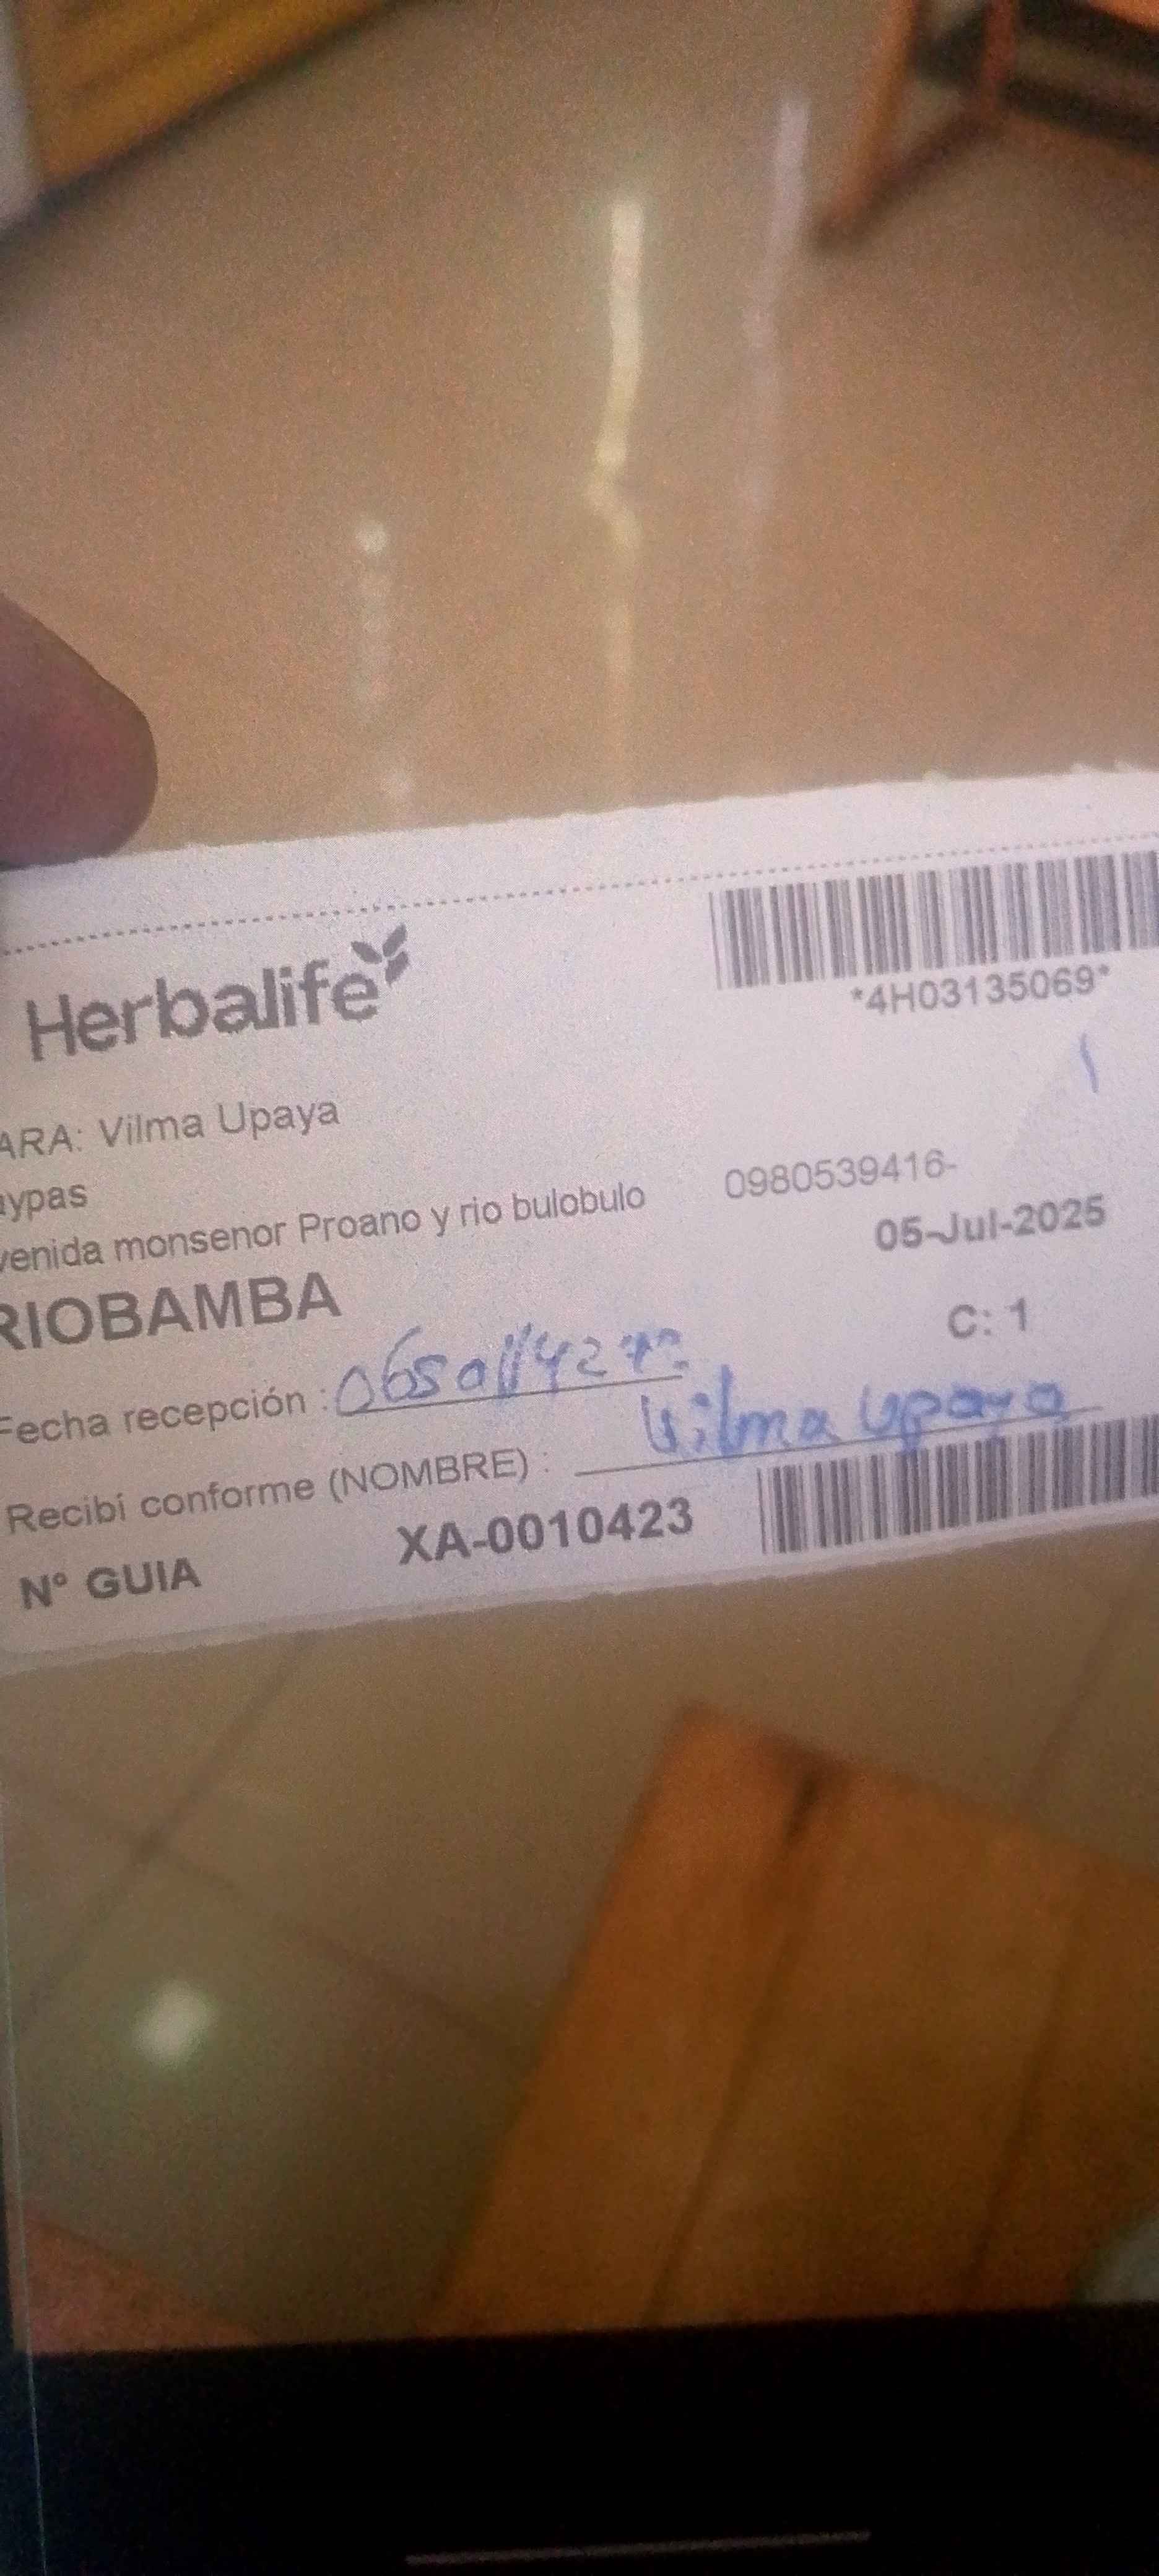 Herbalife
*4H03135069*
ARA: Vilma Upaya
ypas
venida monsenor Proano y rio bulobulo 0980539416-
05-Jul-2025
RIOBAMBA
C: 1
Fecha recepción :
Recibí conforme (NOMBRE) : Vilma Upaya
N° GUIA XA-0010423